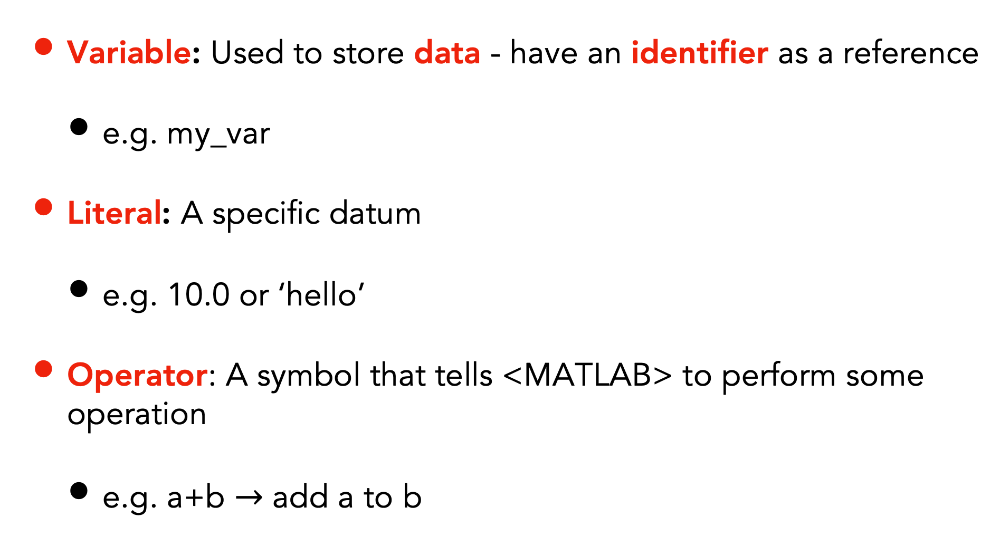 • Variable: Used to store data - have an identifier as a reference
• e.g. my_var
• Literal: A specific datum
• e.g. 10.0 or ‘hello’
• Operator: A symbol that tells <MATLAB> to perform some
operation
• e.g. a+b → add a to b